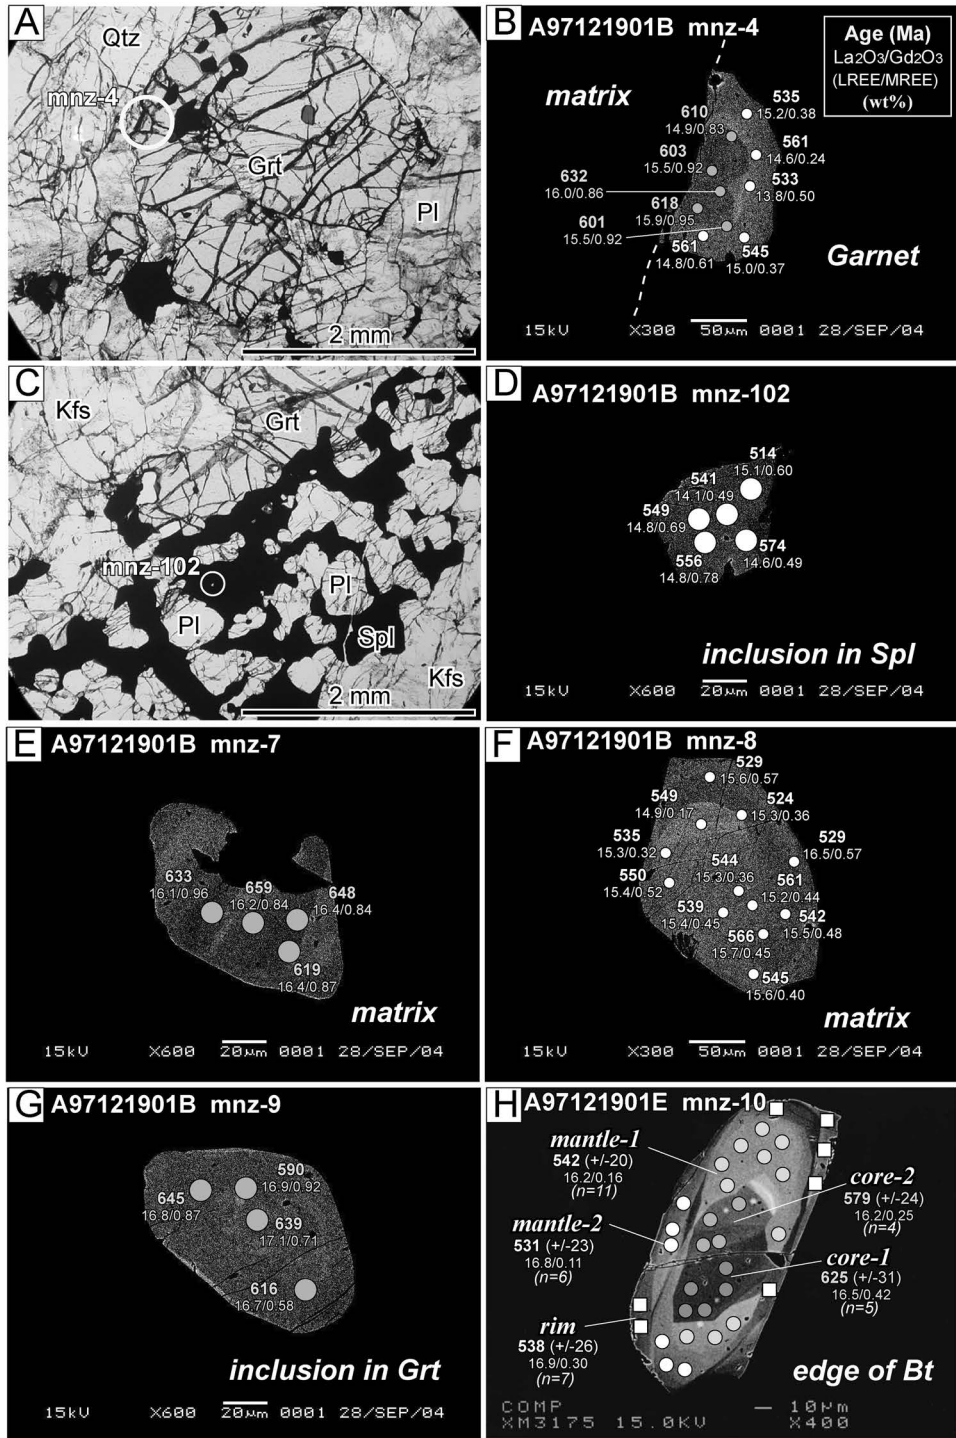 A
Qtz
mnz-4
Grt
Pl
2 mm
B A97121901B mnz-4
Age (Ma)
La2O3/Gd2O3
(LREE/MREE)
(wt%)
matrix
535
15.2/0.38
610
14.9/0.83
561
14.6/0.24
603
15.5/0.92
632
16.0/0.86
533
13.8/0.50
618
15.9/0.95
601
15.5/0.92
561
14.8/0.61
545
15.0/0.37
Garnet
15kV X300 50µm 0001 28/SEP/04
C
Kfs
Grt
mnz-102
Pl
Pl
Spl
Kfs
2 mm
D A97121901B mnz-102
514
15.1/0.60
541
14.1/0.49
549
14.8/0.69
556
14.8/0.78
574
14.6/0.49
inclusion in Spl
15kV X600 20µm 0001 28/SEP/04
E A97121901B mnz-7
633
16.1/0.96
659
16.2/0.84
648
16.4/0.84
619
16.4/0.87
matrix
15kV X600 20µm 0001 28/SEP/04
F A97121901B mnz-8
529
15.6/0.57
549
14.9/0.17
524
15.3/0.36
535
15.3/0.32
529
16.5/0.57
544
15.3/0.36
550
15.4/0.52
561
15.2/0.44
539
15.4/0.45
542
15.5/0.48
566
15.7/0.45
545
15.6/0.40
matrix
15kV X300 50µm 0001 28/SEP/04
G A97121901B mnz-9
645
16.8/0.87
590
16.9/0.92
639
17.1/0.71
616
16.7/0.58
inclusion in Grt
15kV X600 20µm 0001 28/SEP/04
H A97121901E mnz-10
mantle-1
542 (+/-20)
16.2/0.16
(n=11)
core-2
579 (+/-24)
16.2/0.25
(n=4)
mantle-2
531 (+/-23)
16.8/0.11
(n=6)
core-1
625 (+/-31)
16.5/0.42
(n=5)
rim
538 (+/-26)
16.9/0.30
(n=7)
edge of Bt
COMP 10µm
XM3175 15.0KV X400